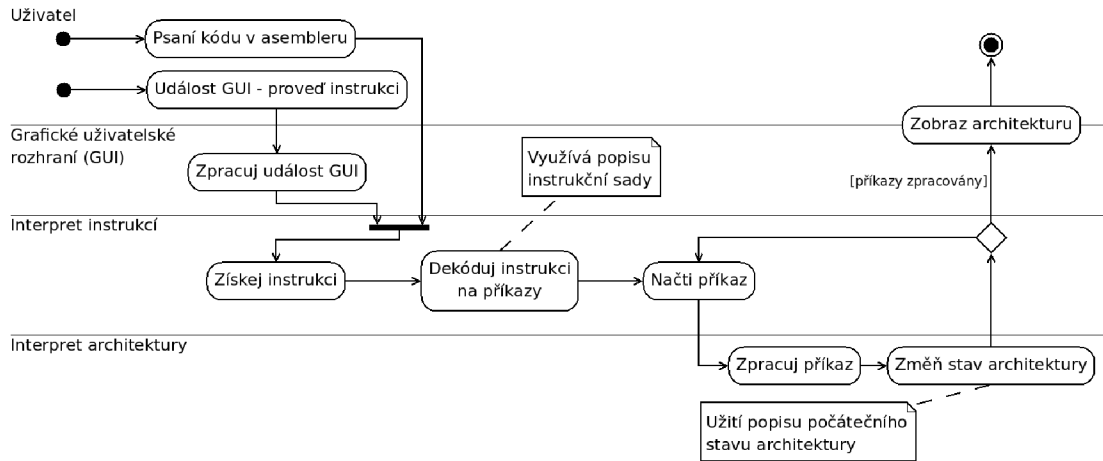 Uživatel
Psaní kódu v asembleru
Událost GUI - proveď instrukci
Zobraz architekturu
Grafické uživatelské
rozhraní (GUI)
Zpracuj událost GUI
Využívá popisu
instrukční sady
[příkazy zpracovány]
Interpret instrukcí
Získej instrukci
Dekóduj instrukci
na příkazy
Načti příkaz
Interpret architektury
Zpracuj příkaz
Změň stav architektury
Užití popisu počátečního
stavu architektury